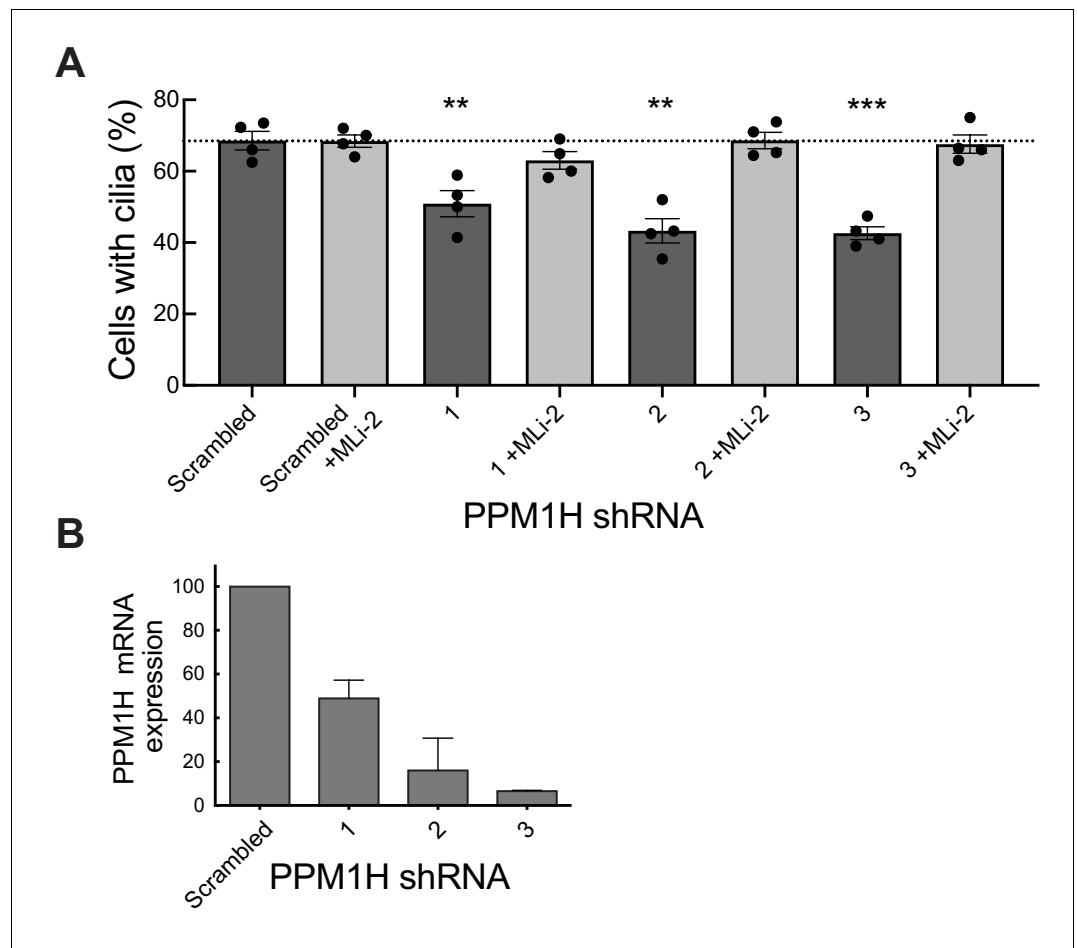 A
Cells with cilia (%)
80
60
40
20
0
**
**
***
Scrambled
Scrambled
+MLi-2
1
1 +MLi-2
2
2 +MLi-2
3
3 +MLi-2
PPM1H shRNA
B
PPM1H mRNA
expression
100
80
60
40
20
0
Scrambled
1
2
3
PPM1H shRNA